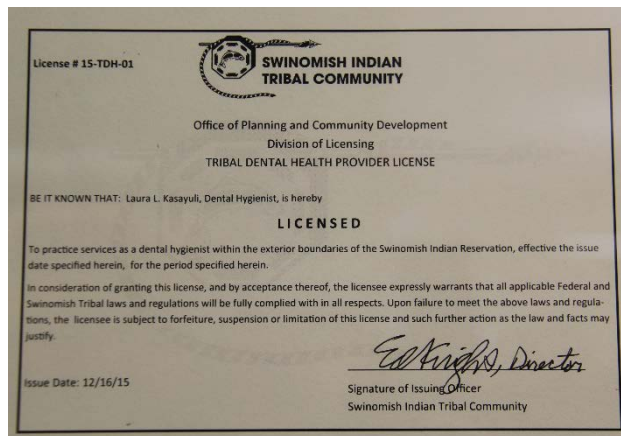 License # 15-TDH-01
SWINOMISH INDIAN
TRIBAL COMMUNITY
Office of Planning and Community Development
Division of Licensing
TRIBAL DENTAL HEALTH PROVIDER LICENSE
BE IT KNOWN THAT: Laura L. Kasayuli, Dental Hygienist, is hereby
LICENSED
To practice services as a dental hygienist within the exterior boundaries of the Swinomish Indian Reservation, effective the issue
date specified herein, for the period specified herein.
In consideration of granting this license, and by acceptance thereof, the licensee expressly warrants that all applicable Federal and
Swinomish Tribal laws and regulations will be fully complied with in all respects. Upon failure to meet the above laws and regula-
tions, the licensee is subject to forfeiture, suspension or limitation of this license and such further action as the law and facts may
justify.
Ed Knight, Director
Issue Date: 12/16/15
Signature of Issuing Officer
Swinomish Indian Tribal Community